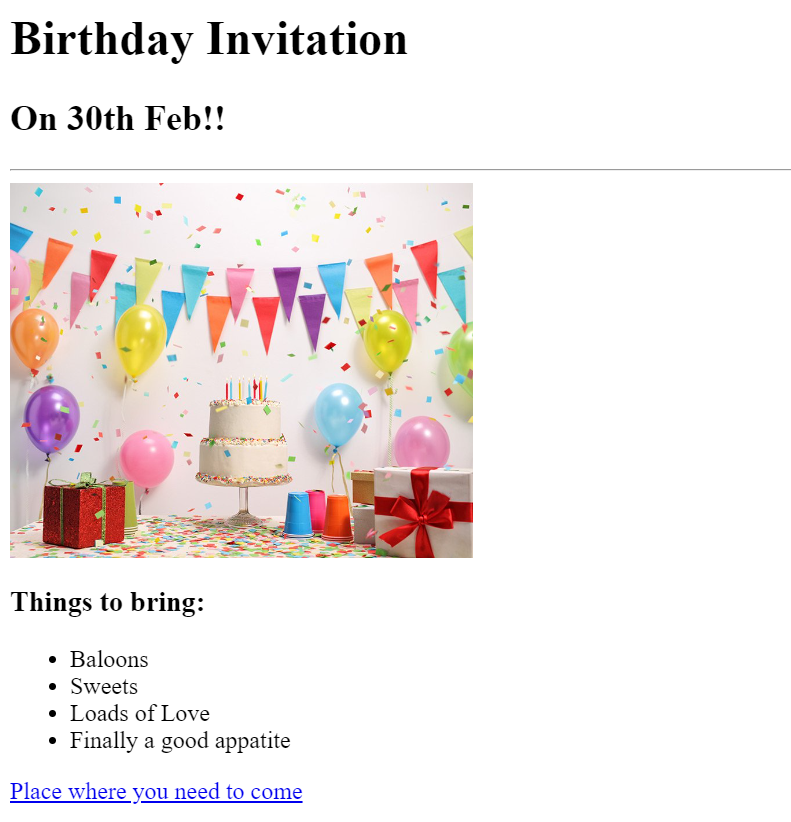 Birthday Invitation
On 30th Feb!!
Things to bring:
Baloons
Sweets
Loads of Love
Finally a good appatite
Place where you need to come